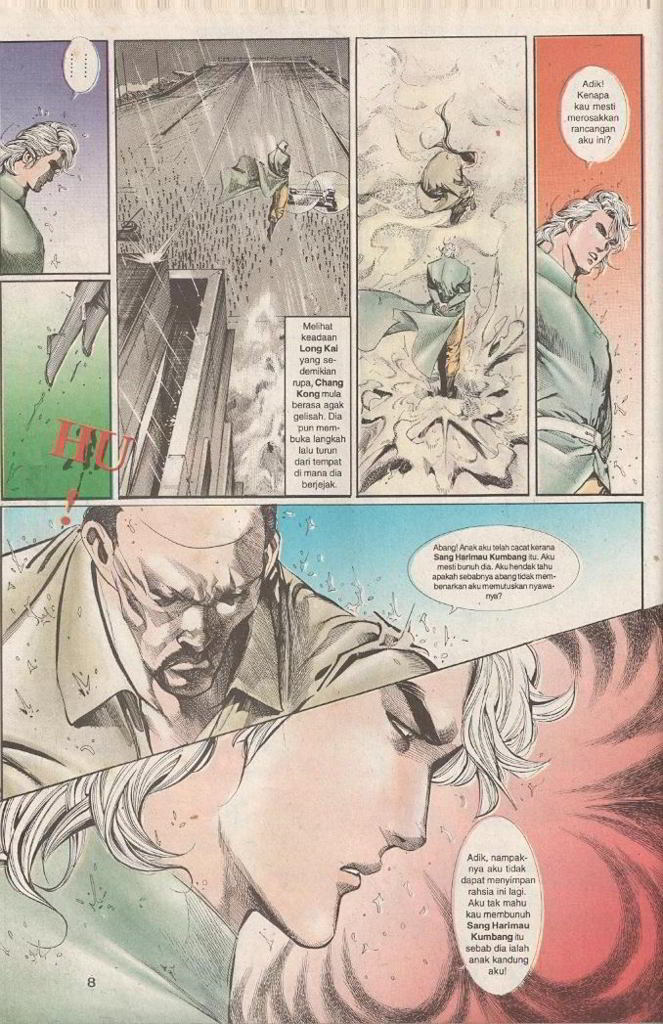 ......
HU
!
Melihat
keadaan
Long Kai
yang se-
demikian
rupa, Chang
Kong mula
berasa agak
gelisah. Dia
pun mem-
buka langkah
lalu turun
dari tempat
di mana dia
berjejak.
Adik!
Kenapa
kau mesti
merosakkan
rancangan
aku ini?
Abang! Anak aku telah cacat kerana
Sang Harimau Kumbang itu. Aku
mesti bunuh dia. Aku hendak tahu
apakah sebabnya abang tidak mem-
benarkan aku memutuskan nyawa-
nya?
Adik, nampak-
nya aku tidak
dapat menyimpan
rahsia ini lagi.
Aku tak mahu
kau membunuh
Sang Harimau
Kumbang itu
sebab dia ialah
anak kandung
aku!
8